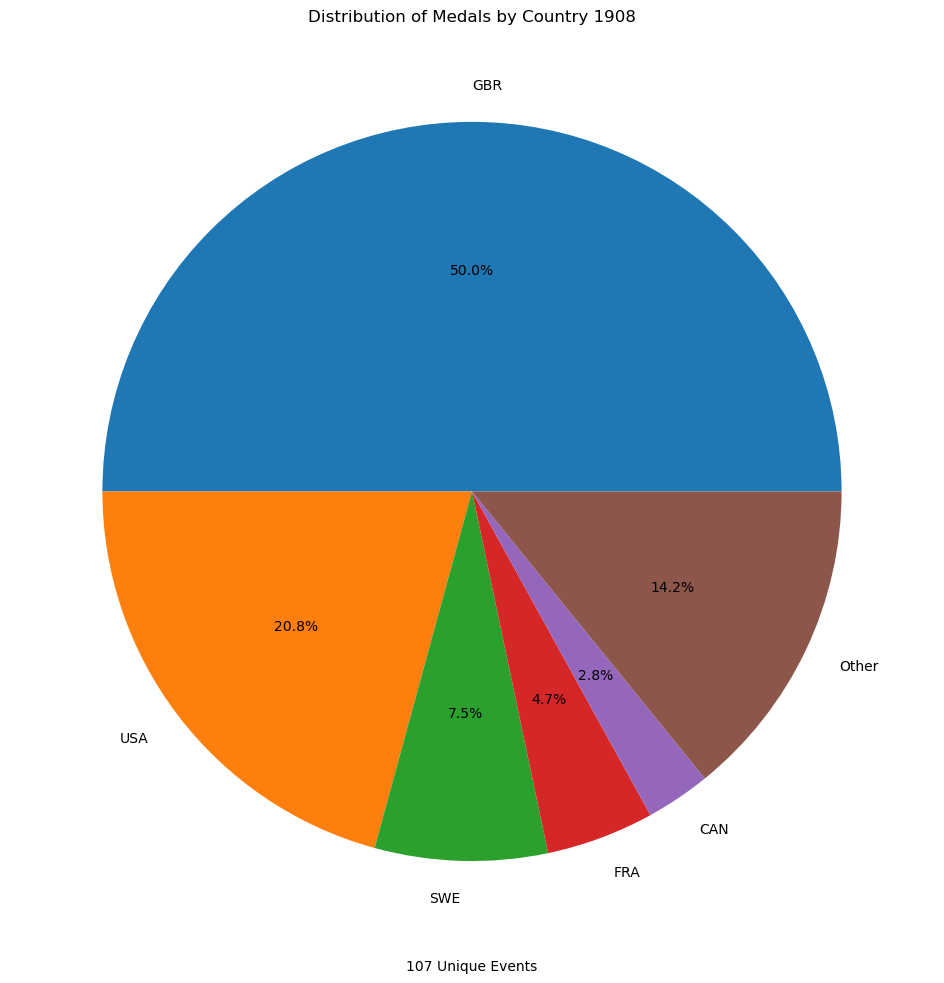 Distribution of Medals by Country 1908
GBR
50.0%
14.2%
20.8%
Other
2.8%
4.7%
7.5%
USA
CAN
FRA
SWE
107 Unique Events